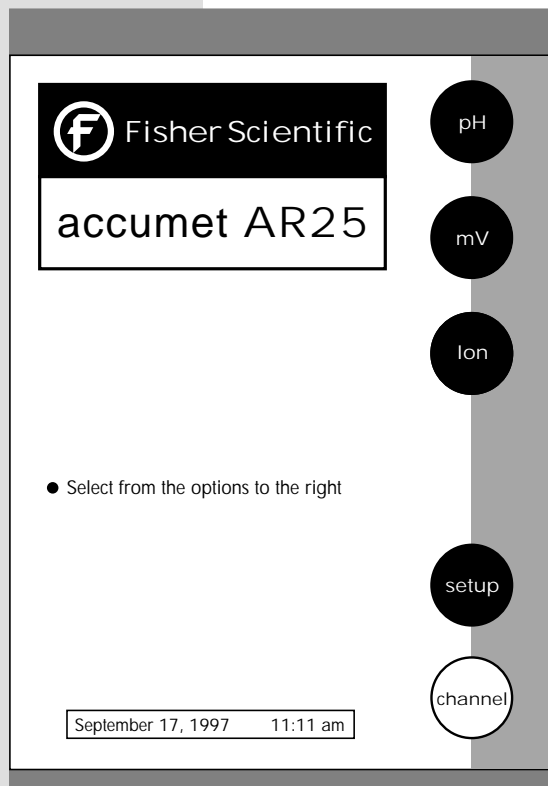 Fisher Scientific
accumet AR25
pH
mV
Ion
Select from the options to the right
setup
channel
September 17, 1997 11:11 am